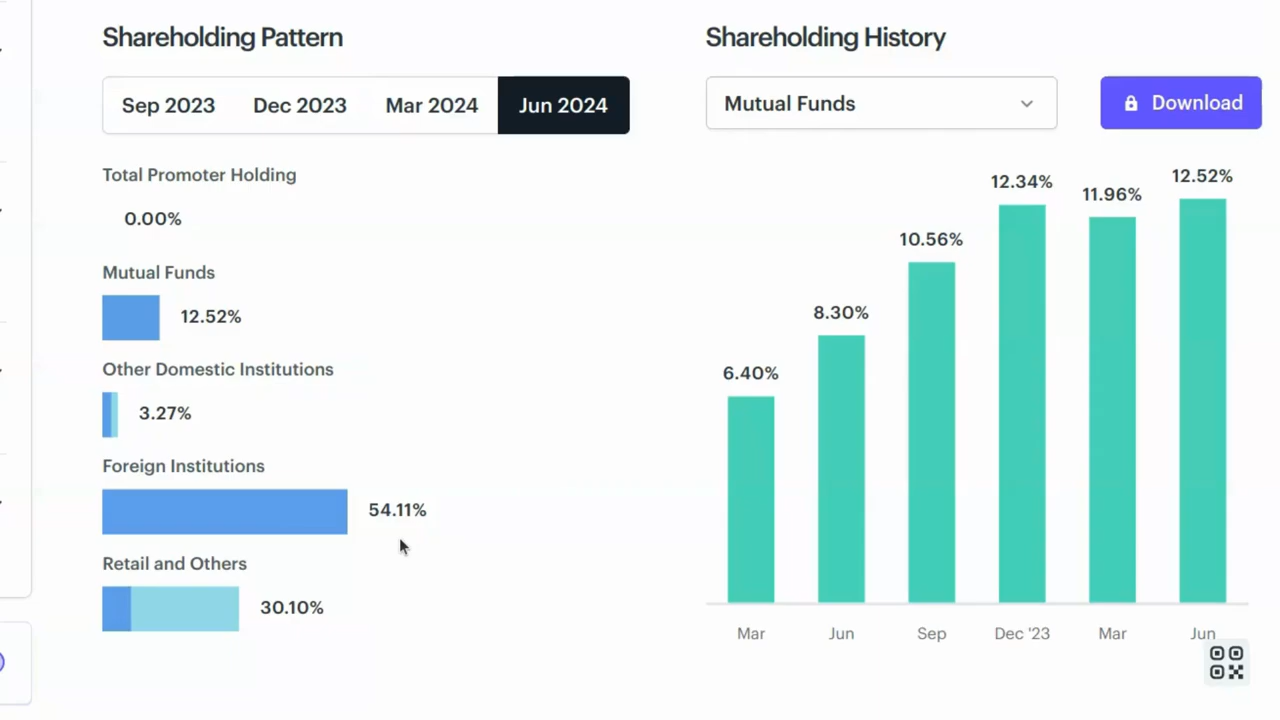 Shareholding Pattern
Sep 2023 Dec 2023 Mar 2024 Jun 2024
Total Promoter Holding
0.00%
Mutual Funds
12.52%
Other Domestic Institutions
3.27%
Foreign Institutions
54.11%
Retail and Others
30.10%
Shareholding History
Mutual Funds
Download
6.40% 8.30% 10.56% 12.34% 11.96% 12.52%
Mar Jun Sep Dec '23 Mar Jun